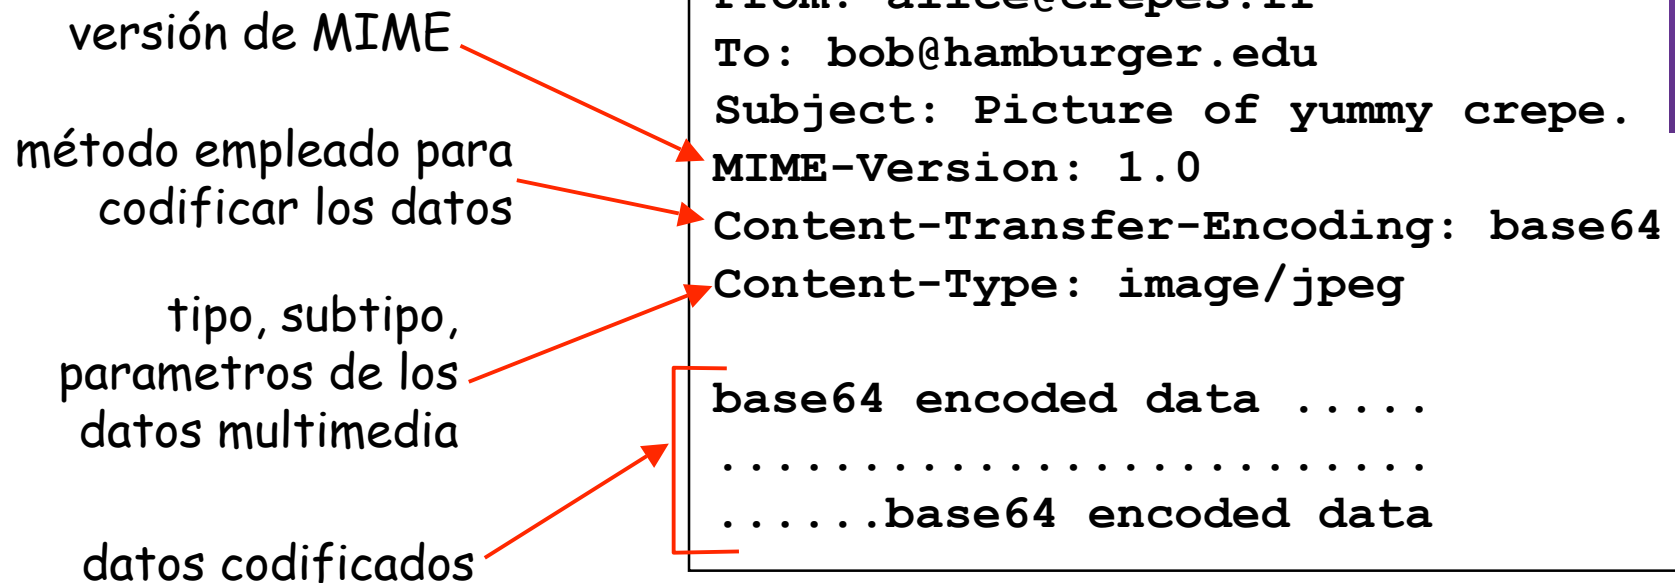 versión de MIME
método empleado para
codificar los datos
tipo, subtipo,
parametros de los
datos multimedia
datos codificados
To: bob@hamburger.edu
Subject: Picture of yummy crepe.
MIME-Version: 1.0
Content-Transfer-Encoding: base64
Content-Type: image/jpeg
base64 encoded data .....
.........................
......base64 encoded data